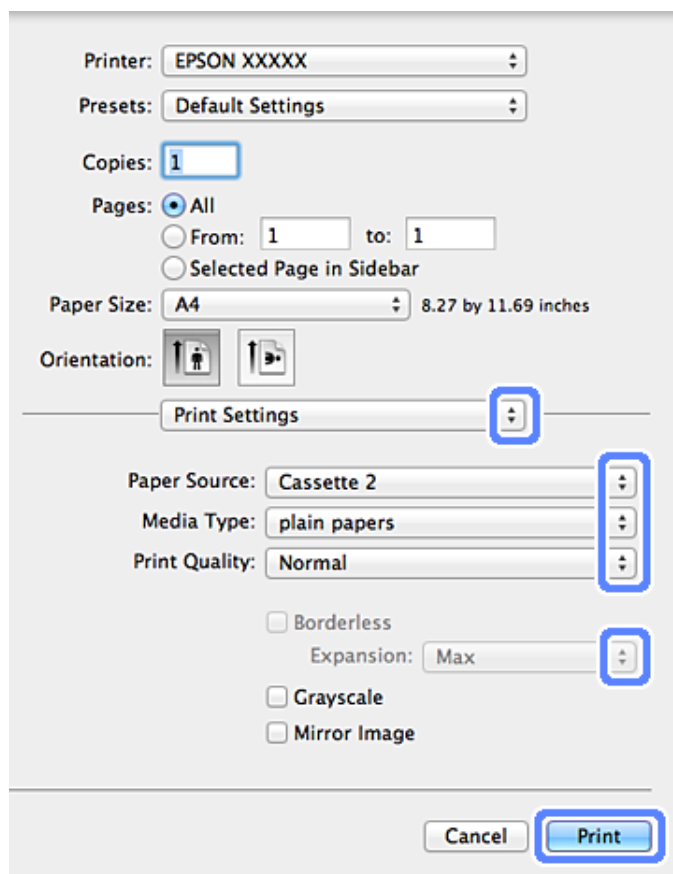 Printer: EPSON XXXXX
Presets: Default Settings
Copies: 1
Pages: All
From: 1 to: 1
Selected Page in Sidebar
Paper Size: A4 8.27 by 11.69 inches
Orientation:
Print Settings
Paper Source: Cassette 2
Media Type: plain papers
Print Quality: Normal
Borderless
Expansion: Max
Grayscale
Mirror Image
Cancel Print